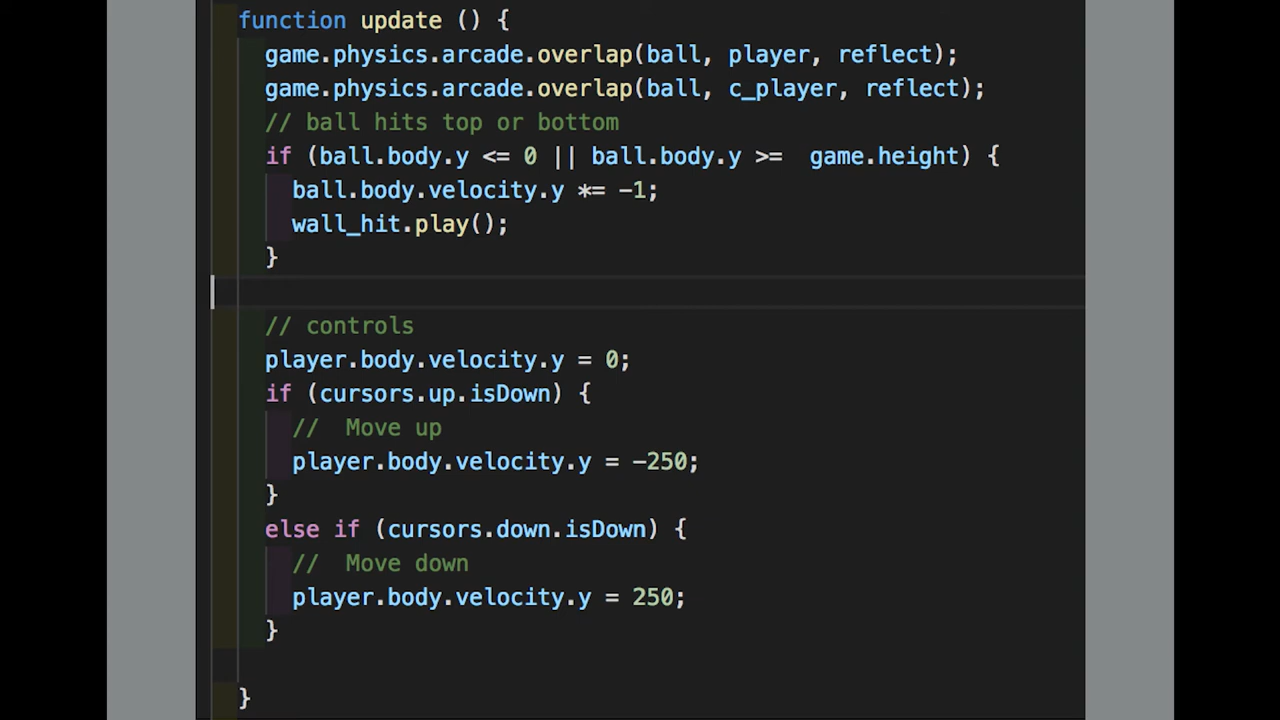 function update () {
game.physics.arcade.overlap(ball, player, reflect);
game.physics.arcade.overlap(ball, c_player, reflect);
// ball hits top or bottom
if (ball.body.y <= 0 || ball.body.y >=  game.height) {
ball.body.velocity.y *= -1;
wall_hit.play();
}
// controls
player.body.velocity.y = 0;
if (cursors.up.isDown) {
//  Move up
player.body.velocity.y = -250;
}
else if (cursors.down.isDown) {
//  Move down
player.body.velocity.y = 250;
}
}